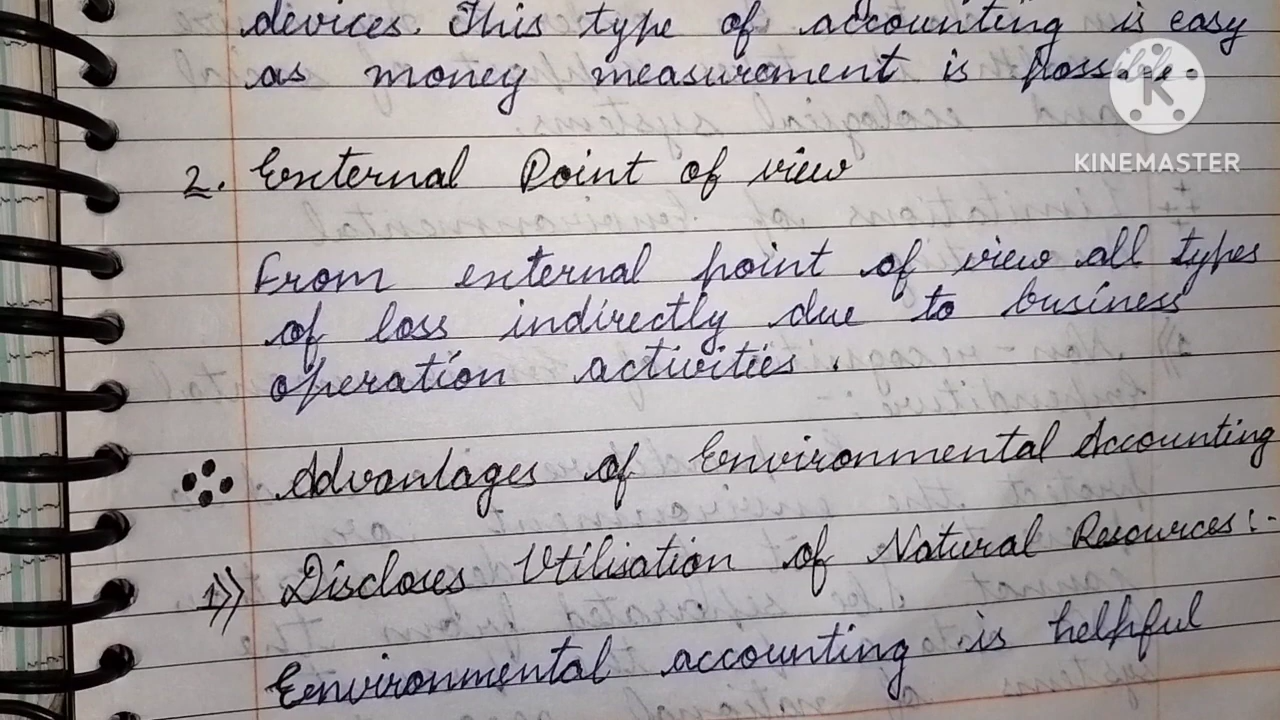 devices. This type of accounting is easy
as money measurement is possible
KINEMASTER
2. External Point of view
From external point of view all types
of loss indirectly due to business
operation activities.
Advantages of Environmental Accounting
1>> Discloses Utilisation of Natural Resources:-
Environmental accounting is helpful